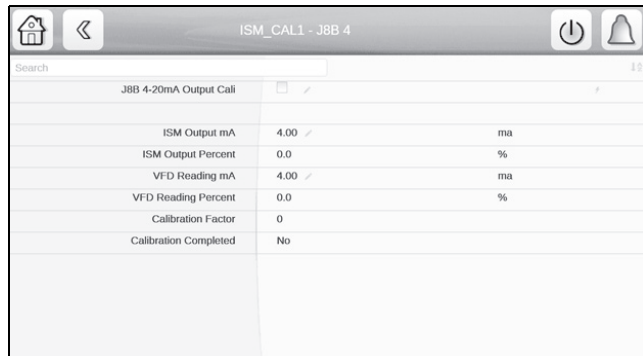 ISM_CAL1 - J8B 4
Search
J8B 4-20mA Output Cali
ISM Output mA 4.00 ma
ISM Output Percent 0.0 %
VFD Reading mA 4.00 ma
VFD Reading Percent 0.0 %
Calibration Factor 0
Calibration Completed No